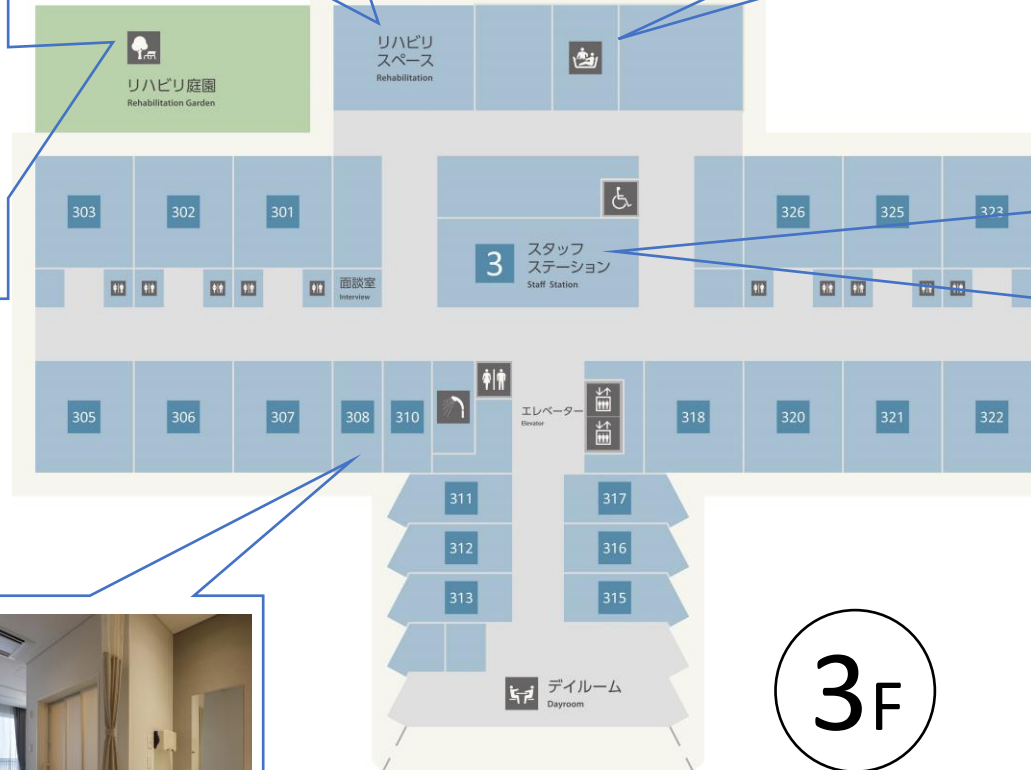 リハビリ
スペース
Rehabilitation
リハビリ庭園
Rehabilitation Garden
303
302
301
326
325
323
3
スタッフ
ステーション
Staff Station
面談室
Interview
305
306
307
308
310
エレベーター
Elevator
318
320
321
322
311
317
312
316
313
315
デイルーム
Dayroom
3F